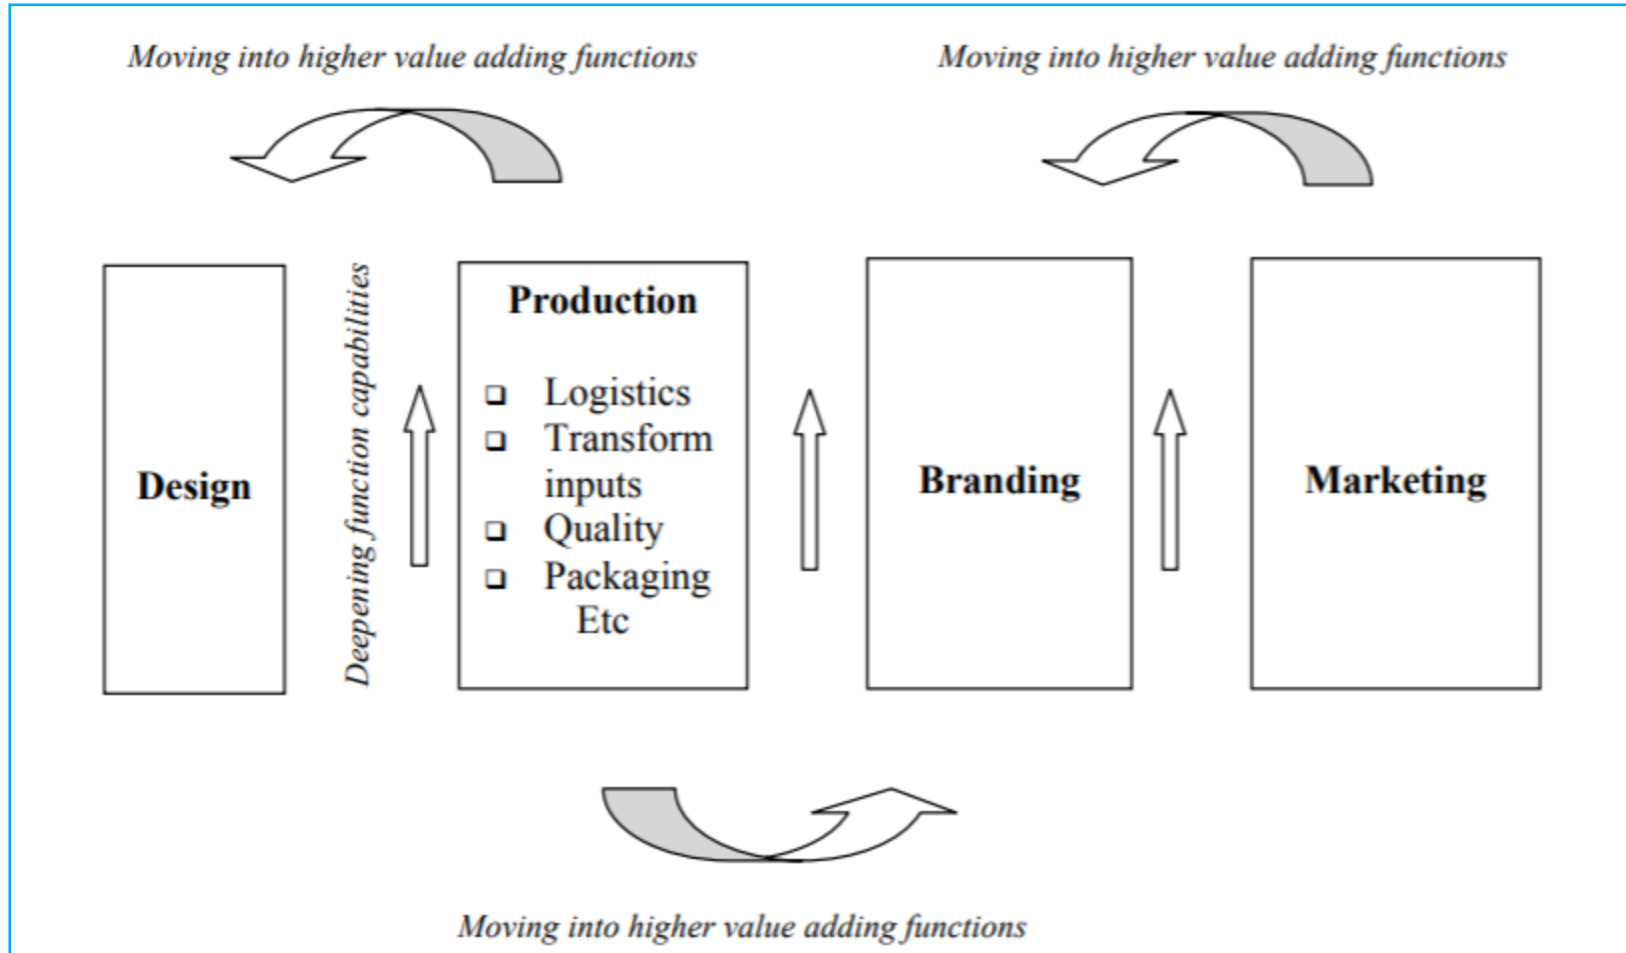 Moving into higher value adding functions
Moving into higher value adding functions
Design
Deepening function capabilities
Production
❑ Logistics
❑ Transform
inputs
❑ Quality
❑ Packaging
Etc
Branding
Marketing
Moving into higher value adding functions